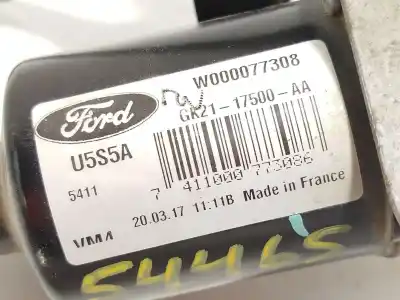 W000077308
Ford
GK21-17500-AA
U5S5A
5411
7 411000 773086
VM4 20.03.17 11:11B Made in France
54465